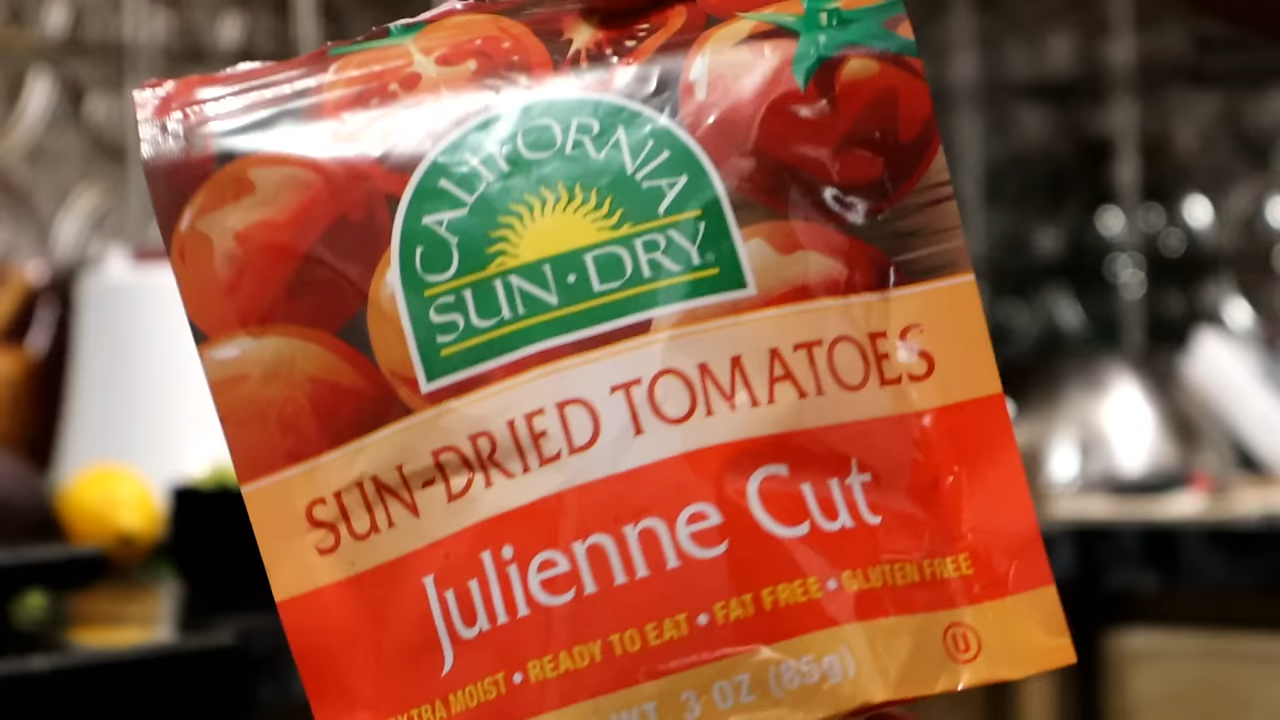 CALIFORNIA
SUN·DRY®
SUN-DRIED TOMATOES
Julienne Cut
EXTRA MOIST • READY TO EAT • FAT FREE • GLUTEN FREE
WT. 3 OZ (85g)
U